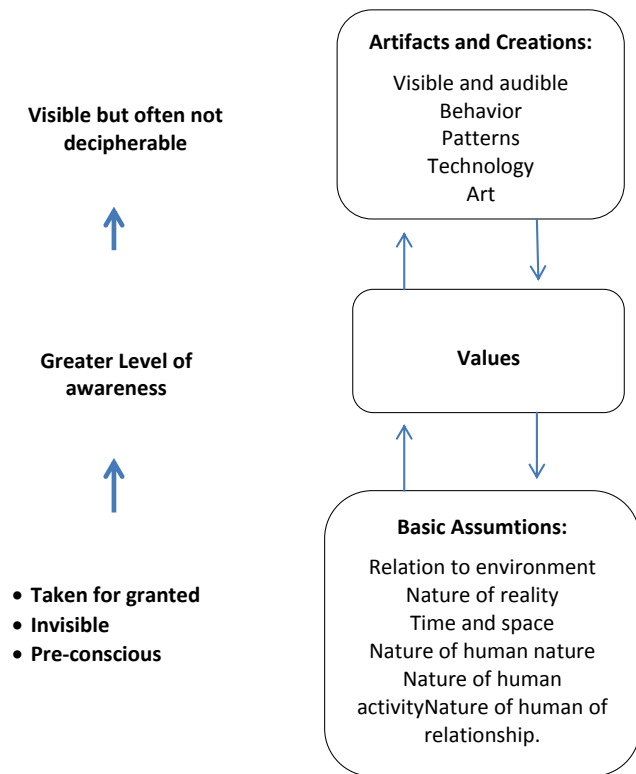 Artifacts and Creations:
Visible and audible
Behavior
Patterns
Technology
Art
Visible but often not
decipherable
Values
Greater Level of
awareness
Basic Assumtions:
Relation to environment
Nature of reality
Time and space
Nature of human nature
Nature of human
activityNature of human of
relationship.
• Taken for granted
• Invisible
• Pre-conscious